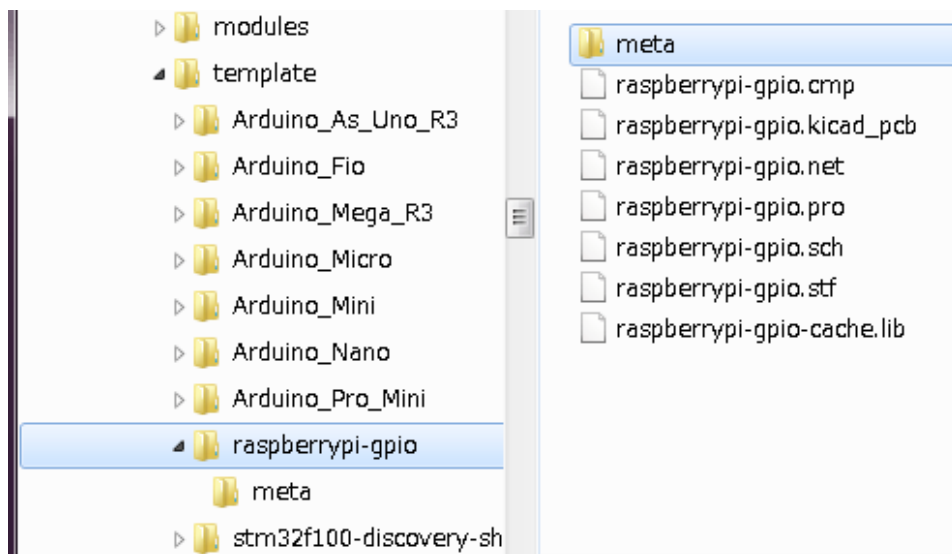 modules
template
Arduino_As_Uno_R3
Arduino_Fio
Arduino_Mega_R3
Arduino_Micro
Arduino_Mini
Arduino_Nano
Arduino_Pro_Mini
raspberrypi-gpio
meta
stm32f100-discovery-sh
meta
raspberrypi-gpio.cmp
raspberrypi-gpio.kicad_pcb
raspberrypi-gpio.net
raspberrypi-gpio.pro
raspberrypi-gpio.sch
raspberrypi-gpio.stf
raspberrypi-gpio-cache.lib